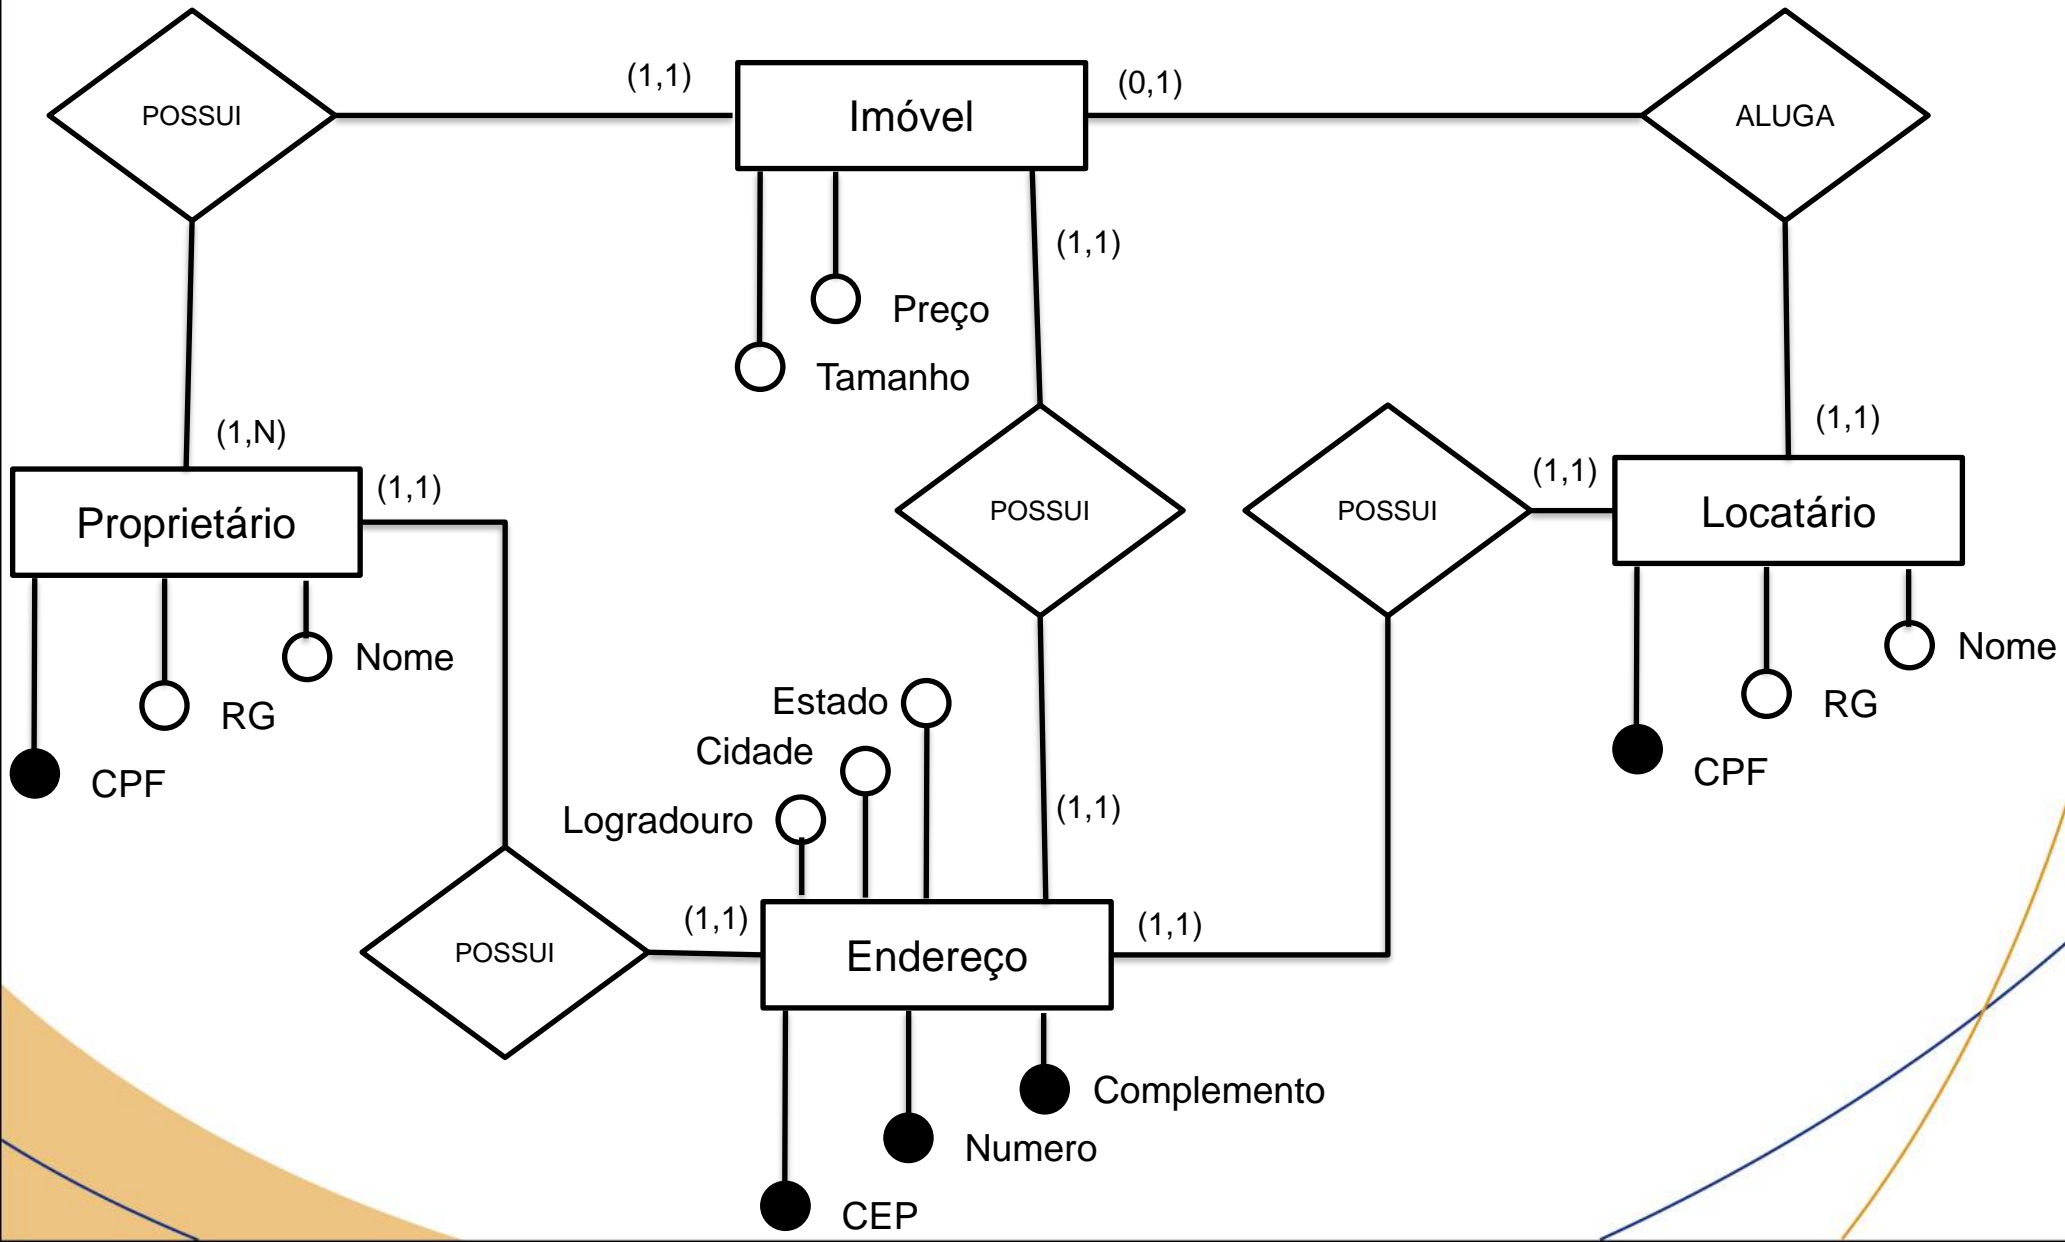 (1,1)
Imóvel
(0,1)
POSSUI
ALUGA
(1,1)
Preço
Tamanho
(1,N)
(1,1)
(1,1)
(1,1)
Proprietário
POSSUI
POSSUI
Locatário
Nome
RG
CPF
Nome
RG
CPF
Estado
Cidade
Logradouro
(1,1)
(1,1)
(1,1)
POSSUI
Endereço
Complemento
Numero
CEP